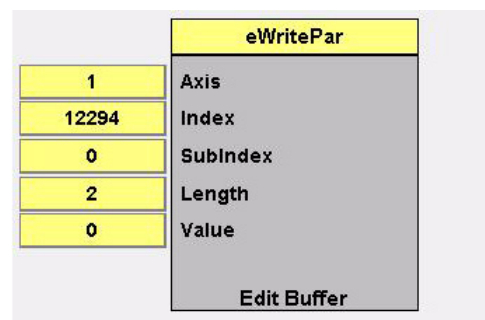 eWritePar
1 Axis
12294 Index
0 SubIndex
2 Length
0 Value
Edit Buffer